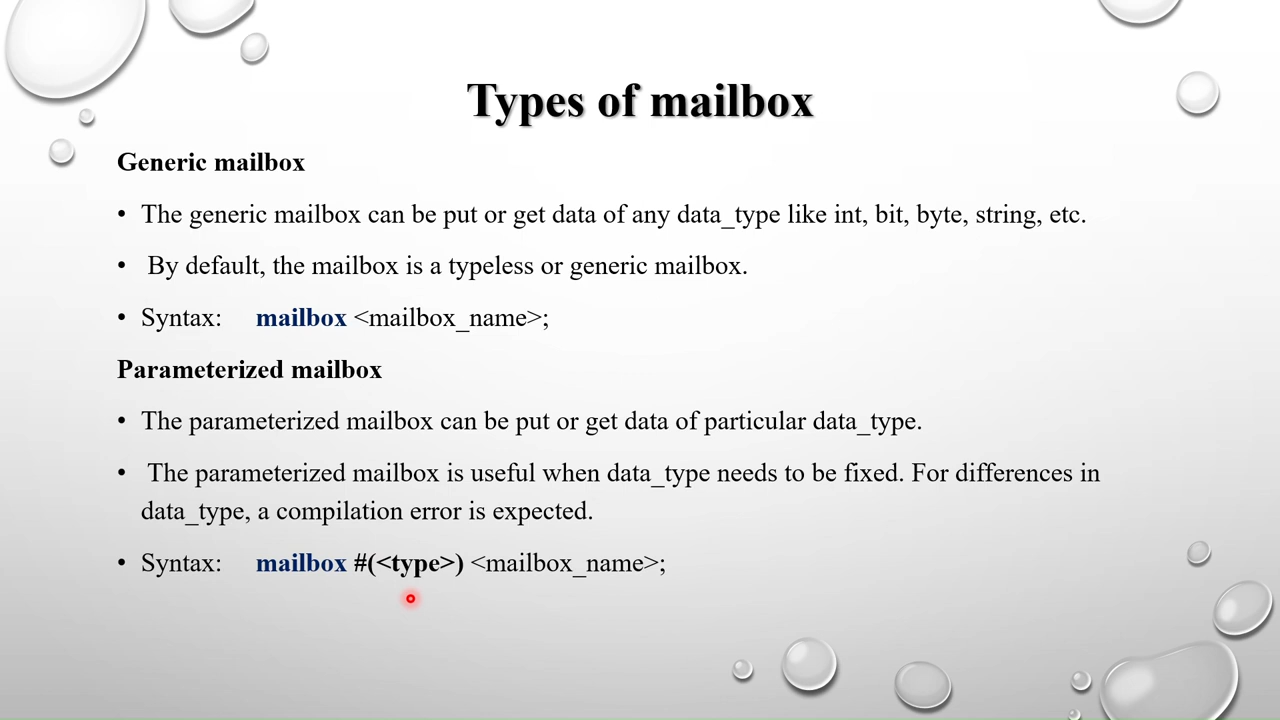 Types of mailbox
Generic mailbox
• The generic mailbox can be put or get data of any data_type like int, bit, byte, string, etc.
• By default, the mailbox is a typeless or generic mailbox.
• Syntax: mailbox <mailbox_name>;
Parameterized mailbox
• The parameterized mailbox can be put or get data of particular data_type.
• The parameterized mailbox is useful when data_type needs to be fixed. For differences in
data_type, a compilation error is expected.
• Syntax: mailbox #(<type>) <mailbox_name>;